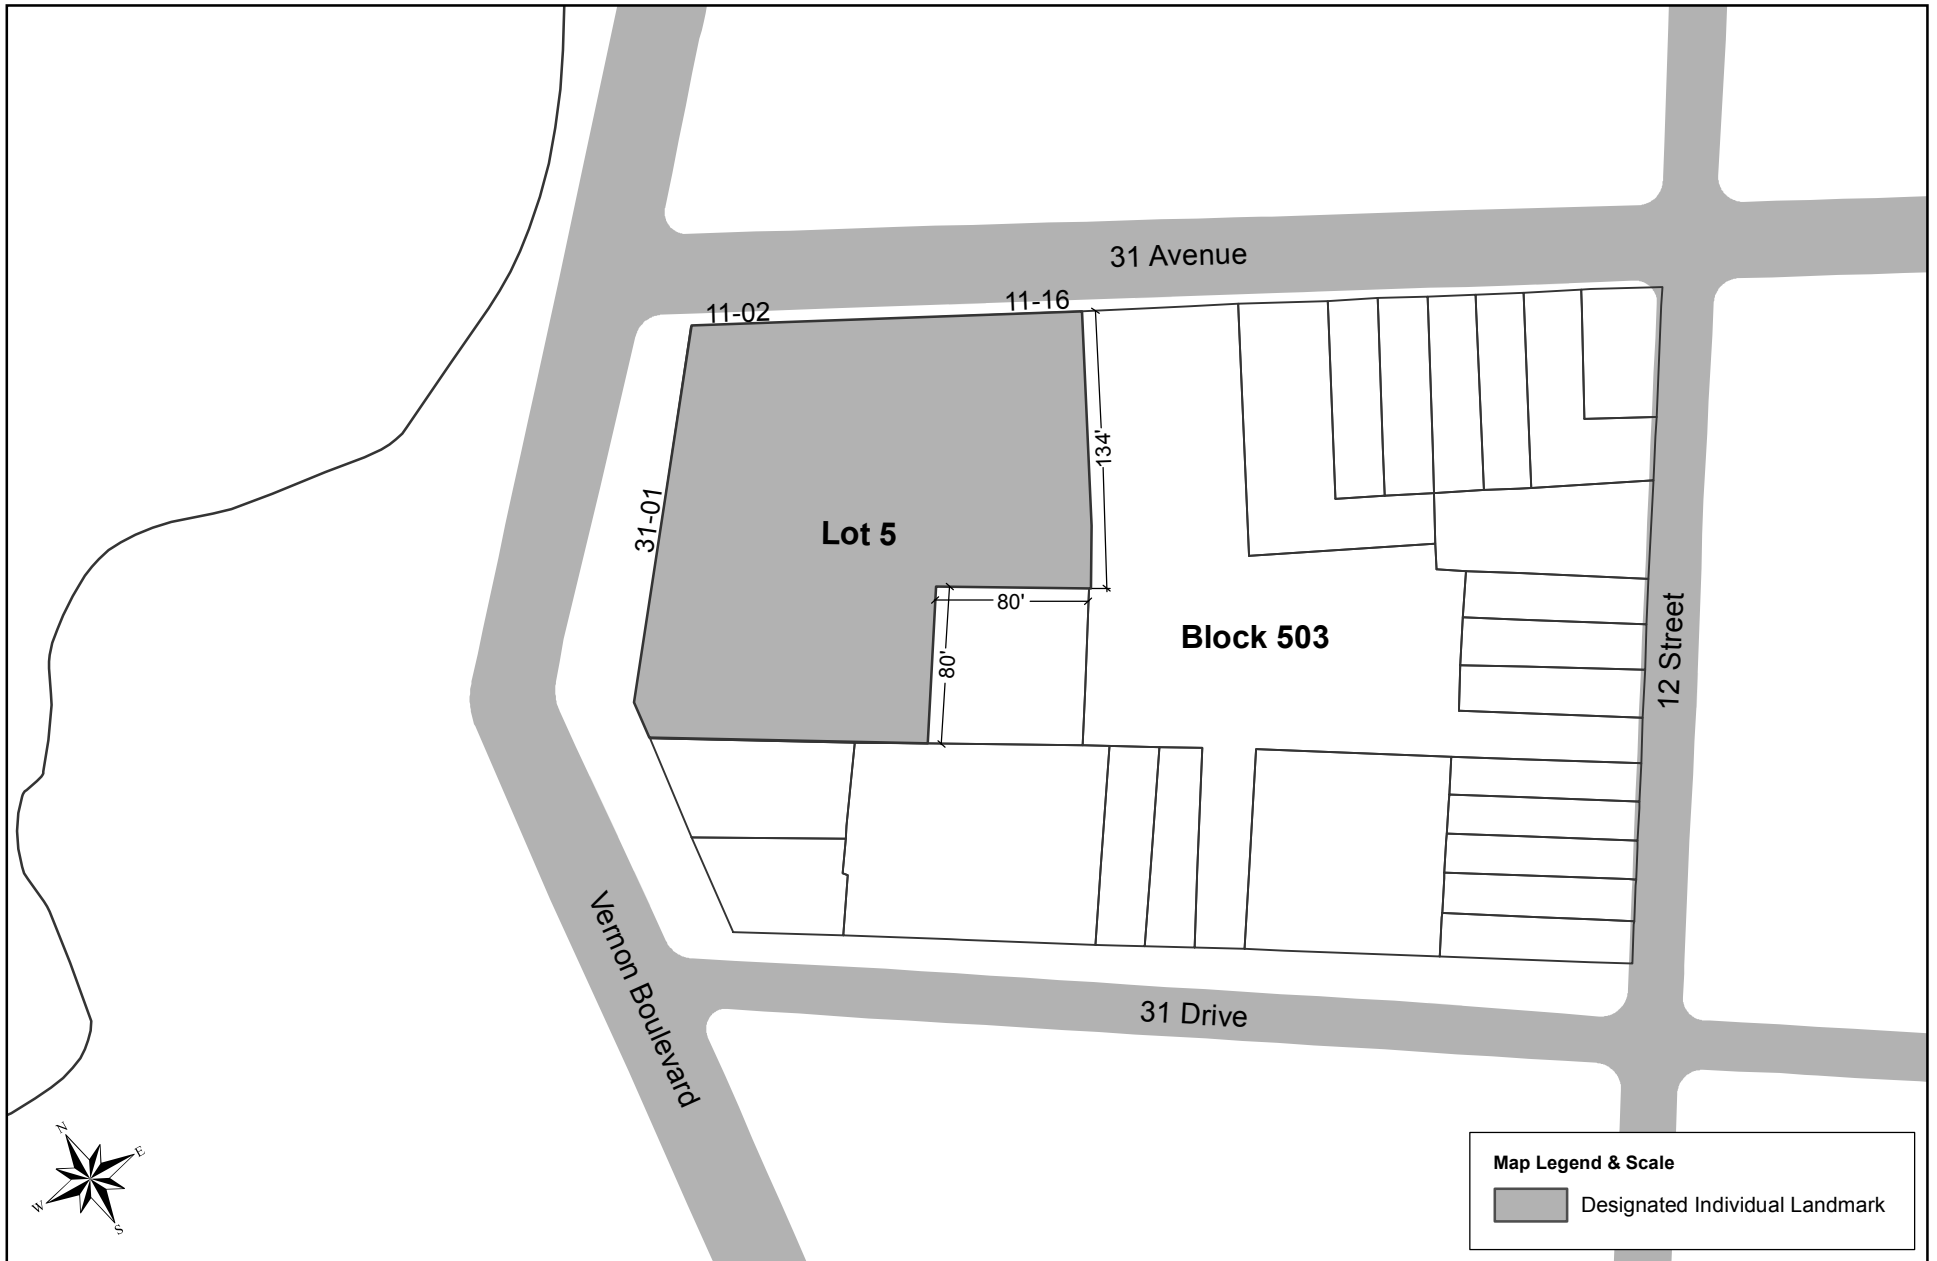 31 Avenue
11-02
11-16
134'
31-01
Lot 5
80'
80'
Block 503
12 Street
Vernon Boulevard
31 Drive
N
E
W
S
Map Legend & Scale
Designated Individual Landmark